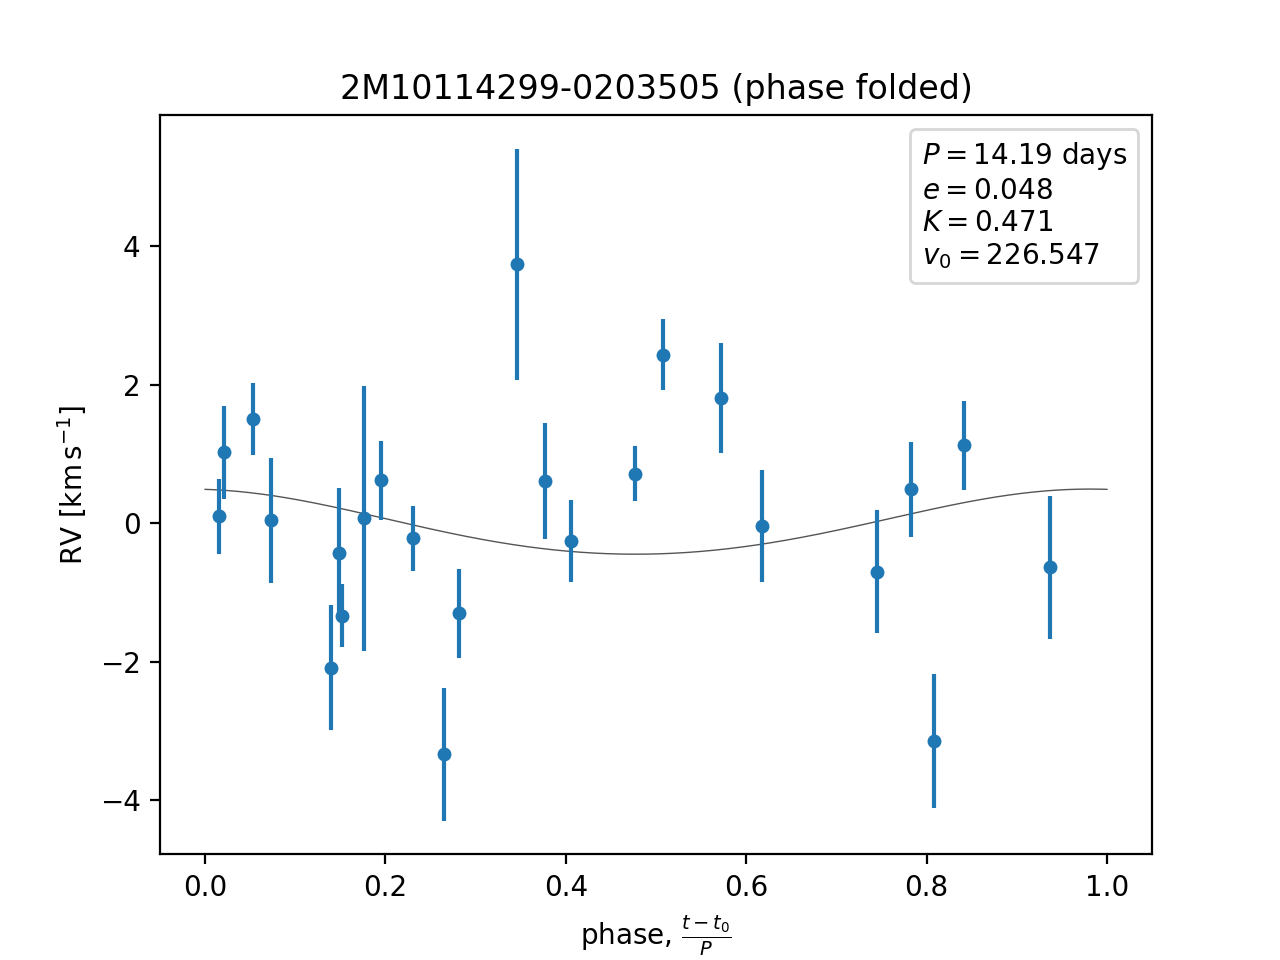 2M10114299-0203505 (phase folded)
P = 14.19 days
e = 0.048
K = 0.471
v₀ = 226.547
RV [km s⁻¹]
4
2
0
−2
−4
0.0 0.2 0.4 0.6 0.8 1.0
phase, (t − t₀)/P